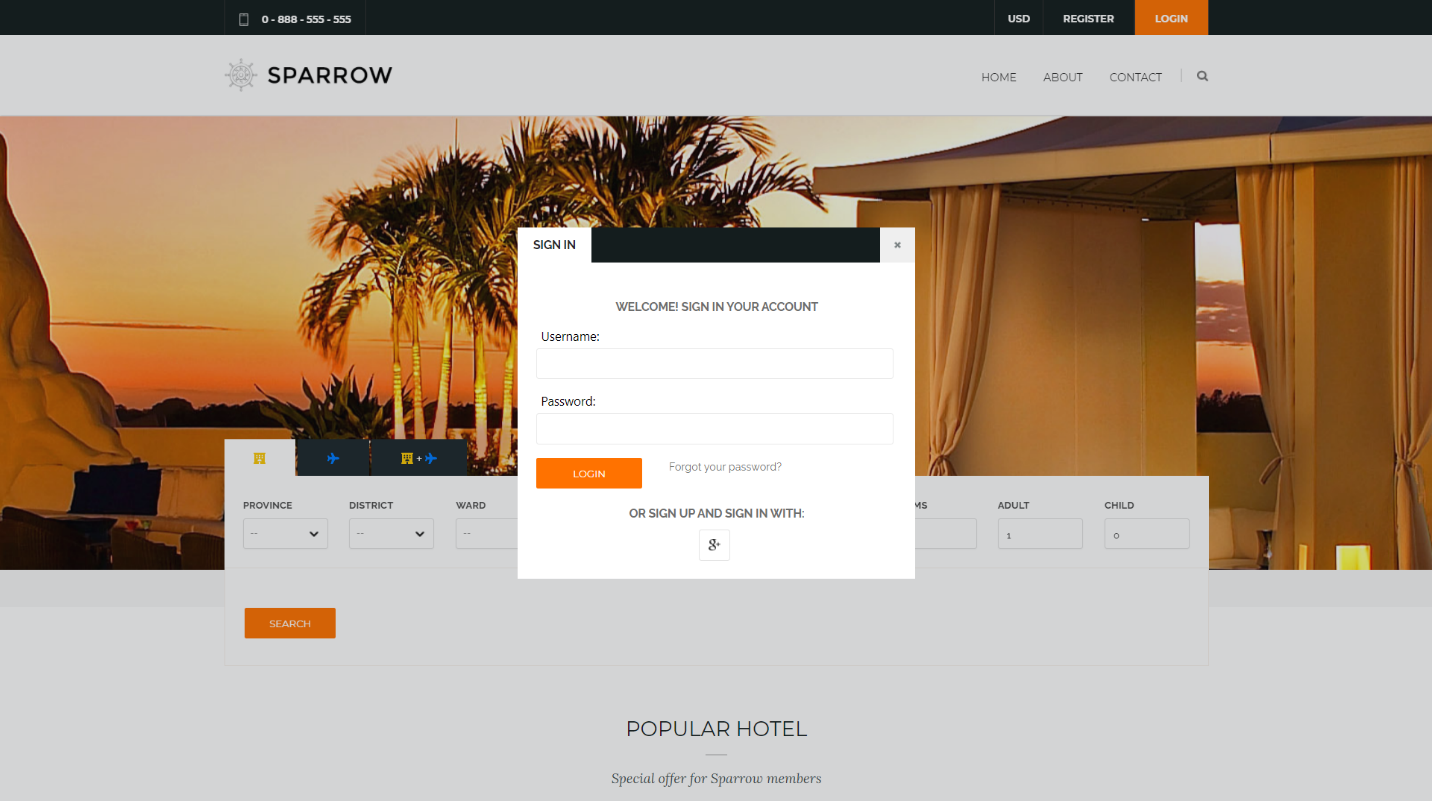 0 - 888 - 555 - 555
USD
REGISTER
LOGIN
SPARROW
HOME
ABOUT
CONTACT
SIGN IN
WELCOME! SIGN IN YOUR ACCOUNT
Username:
Password:
LOGIN
Forgot your password?
OR SIGN UP AND SIGN IN WITH:
g+
+
PROVINCE
DISTRICT
WARD
ADULT
CHILD
--
--
--
1
0
SEARCH
POPULAR HOTEL
Special offer for Sparrow members